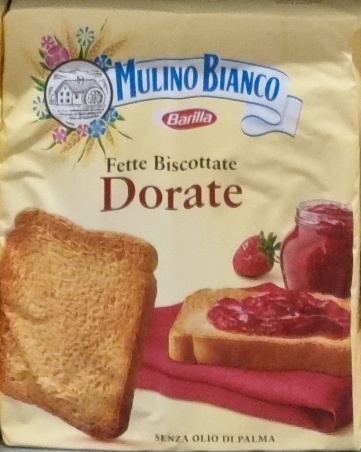 MULINO BIANCO
Barilla
Fette Biscottate
Dorate
SENZA OLIO DI PALMA